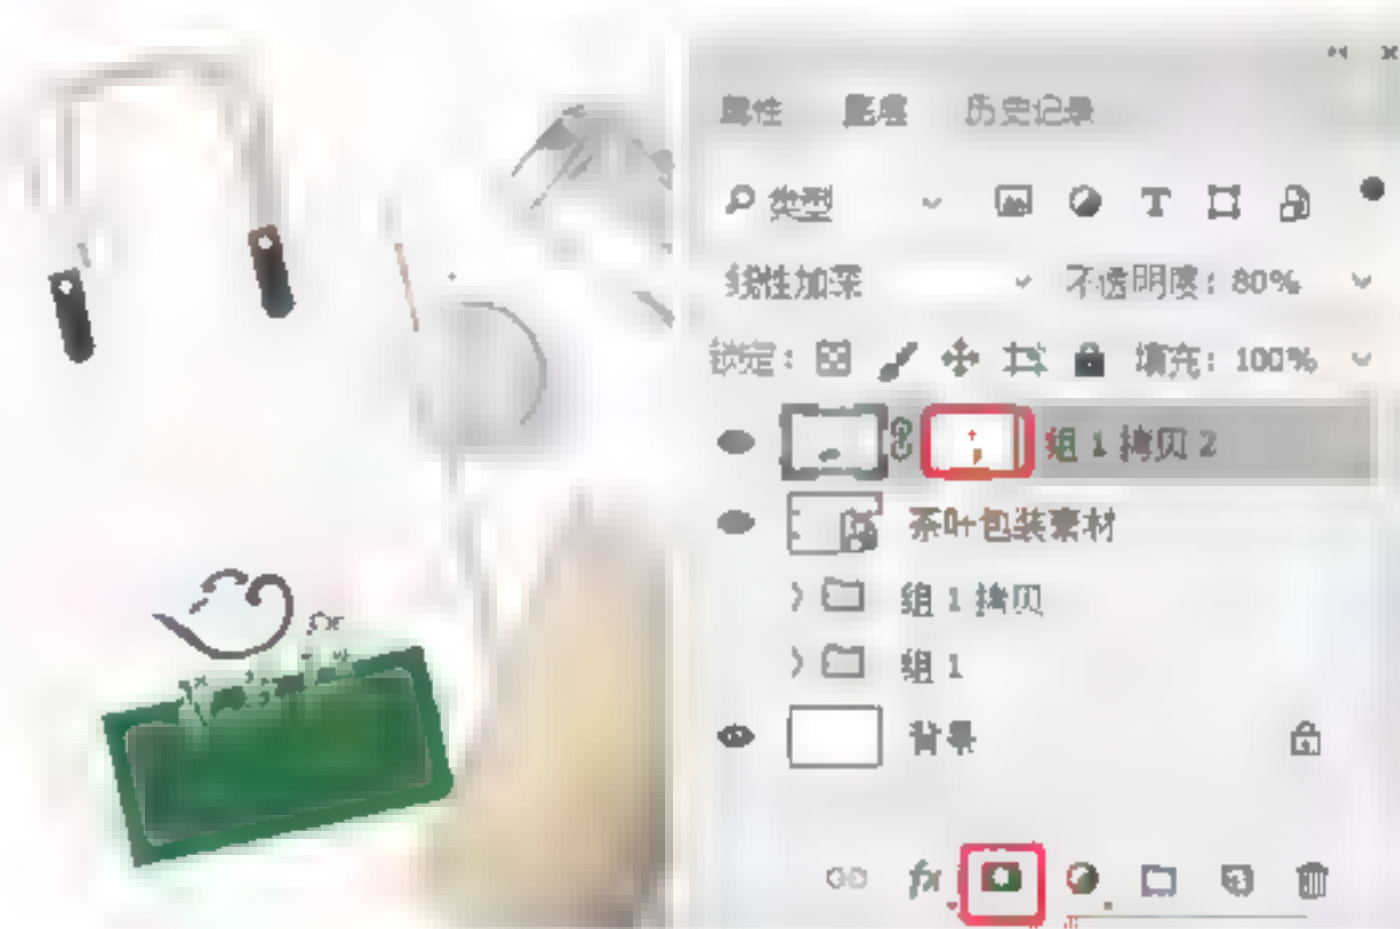 属性 图层 历史记录
类型
线性加深 不透明度: 80%
锁定: 填充: 100%
组 1 拷贝 2
茶叶包装素材
组 1 拷贝
组 1
背景
fx